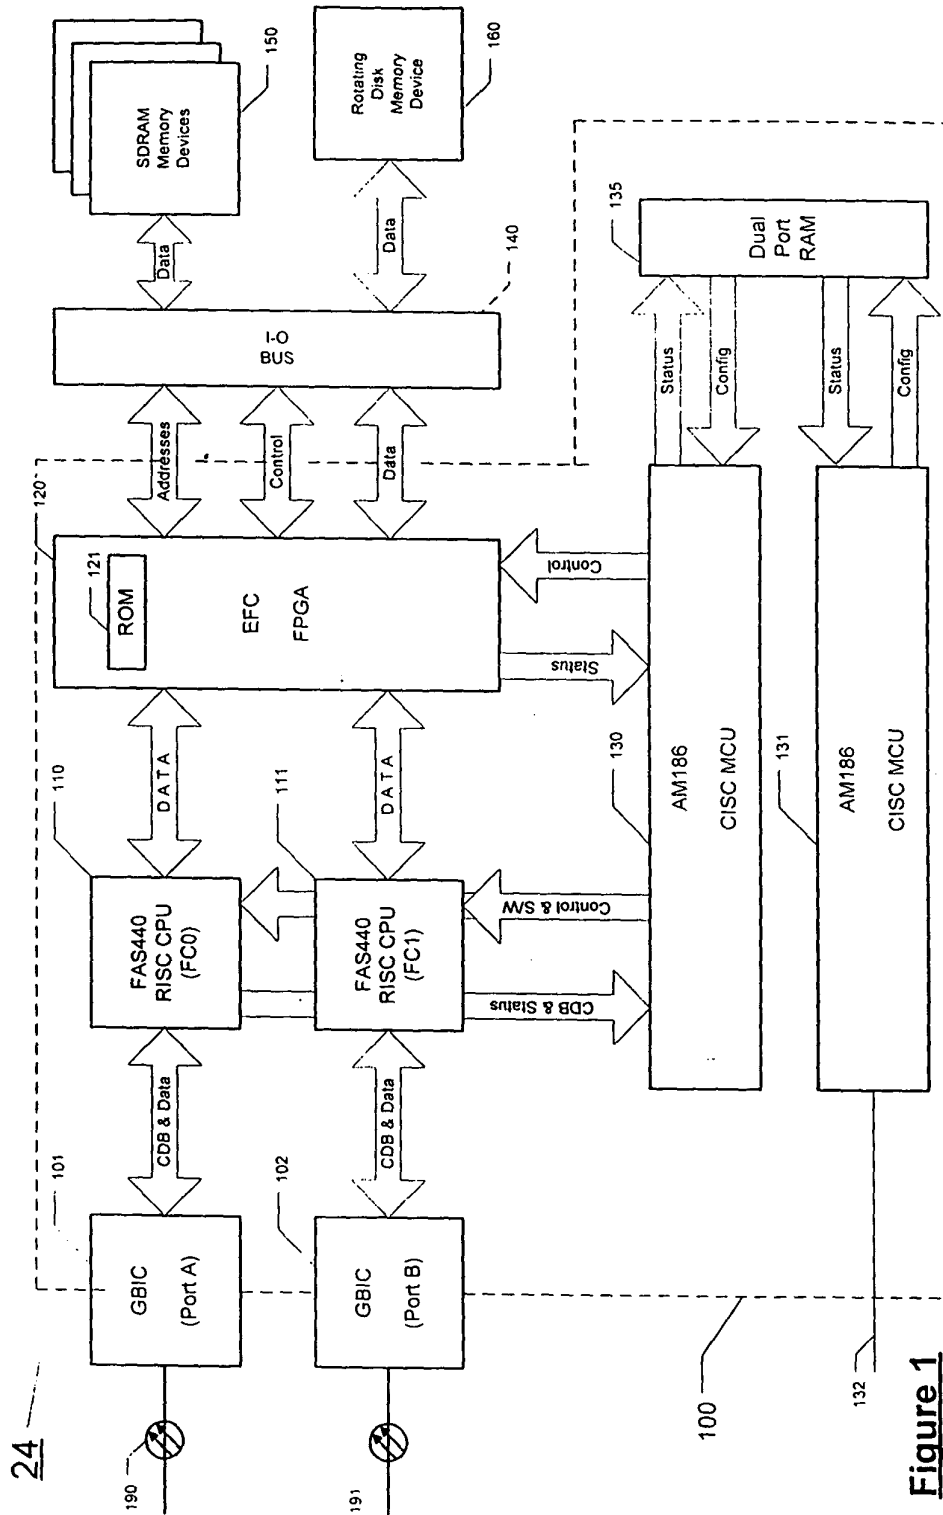 24
190
191
GBIC
(Port A)
101
GBIC
(Port B)
102
CDB & Data
CDB & Data
FAS440
RISC CPU
(FC0)
110
FAS440
RISC CPU
(FC1)
111
DATA
DATA
120
121
ROM
EFC
FPGA
Addresses
Control
Data
I-O
BUS
140
Data
Data
SDRAM
Memory
Devices
150
Rotating
Disk
Memory
Device
160
CDB & Status
Control & S/W
Status
Control
130
AM186
CISC MCU
131
AM186
CISC MCU
Status
Config
Status
Config
135
Dual
Port
RAM
100
132
Figure 1